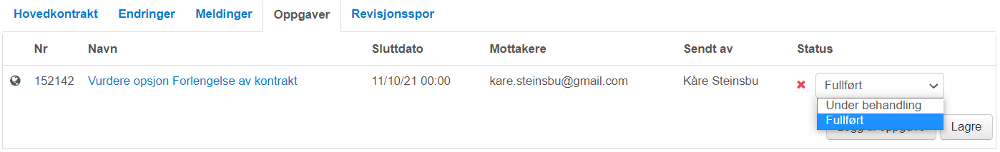 Hovedkontrakt Endringer Meldinger Oppgaver Revisjonsspor
Nr Navn Sluttdato Mottakere Sendt av Status
152142 Vurdere opsjon Forlengelse av kontrakt 11/10/21 00:00 kare.steinsbu@gmail.com Kåre Steinsbu Fullført
Under behandling
Fullført
Lagre